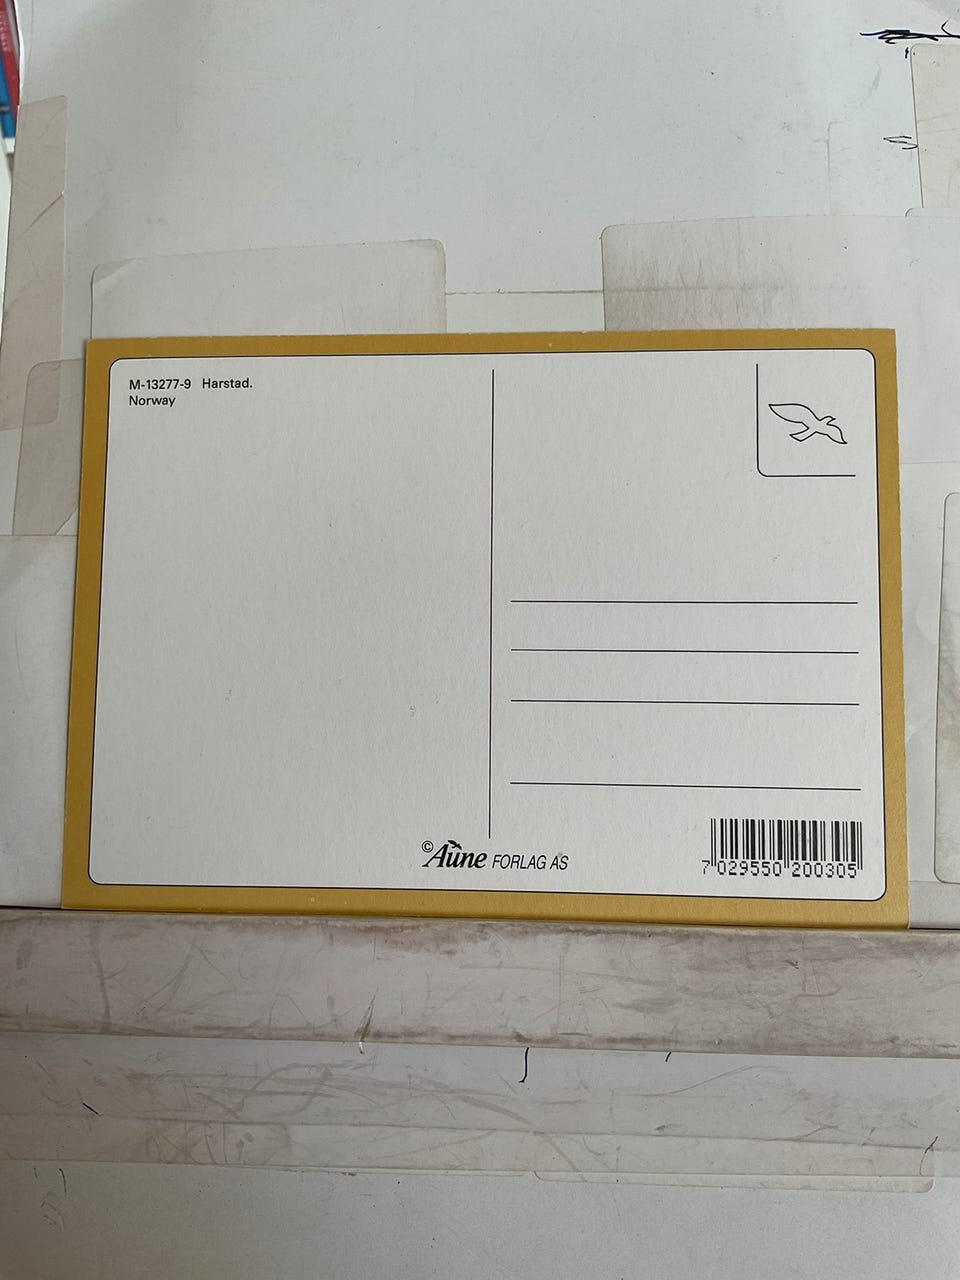 M-13277-9 Harstad.
Norway
© Aune FORLAG AS
7 029550 200305